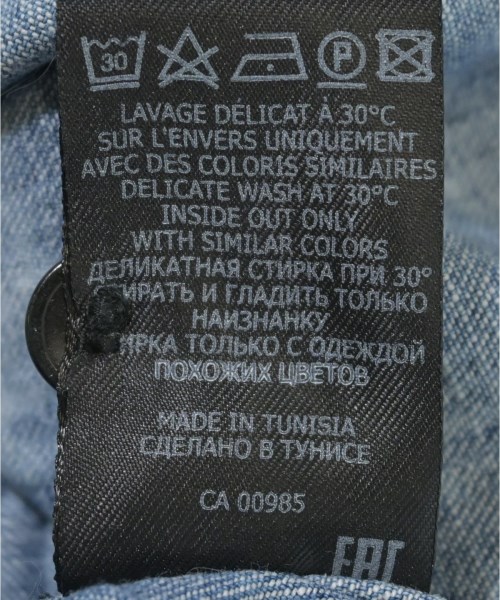 30
P
LAVAGE DÉLICAT À 30°C
SUR L'ENVERS UNIQUEMENT
AVEC DES COLORIS SIMILAIRES
DELICATE WASH AT 30°C
INSIDE OUT ONLY
WITH SIMILAR COLORS
ДЕЛИКАТНАЯ СТИРКА ПРИ 30°
И ГЛАДИТЬ ТОЛЬКО
НАИЗНАНКУ
ТОЛЬКО С ОДЕЖДОЙ
ПОХОЖИХ ЦВЕТОВ
MADE IN TUNISIA
СДЕЛАНО В ТУНИСЕ
CA 00985
EAC